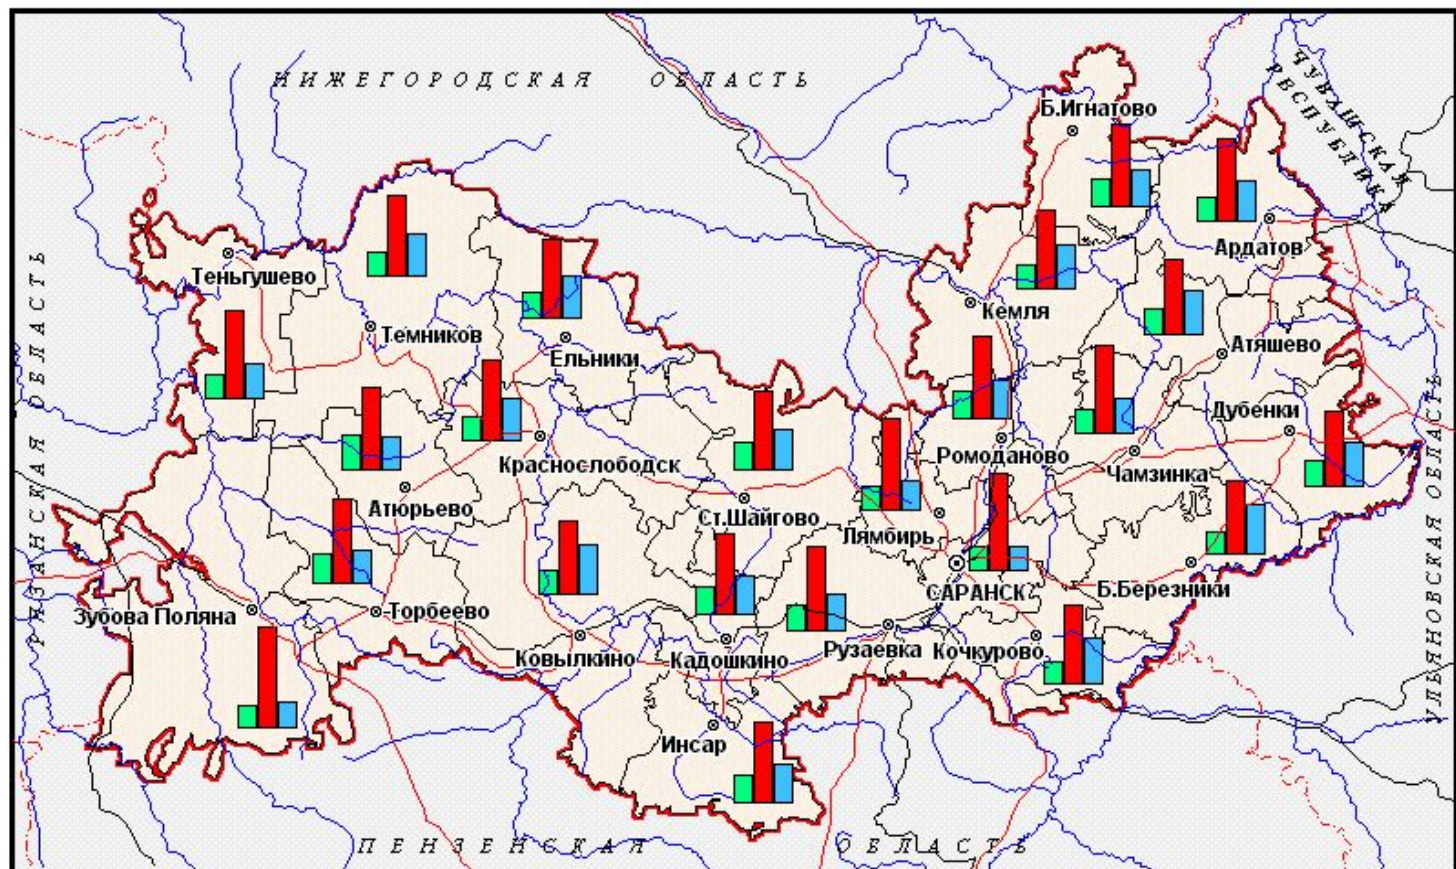 НИЖЕГОРОДСКАЯ ОБЛАСТЬ
ЧУВАШСКАЯ
РЕСПУБЛИКА
Б.Игнатово
Ардатов
Теньгушево
Кемля
Темников
Ельники
Атяшево
РЯЗАНСКАЯ ОБЛАСТЬ
УЛЬЯНОВСКАЯ ОБЛАСТЬ
Дубенки
Краснослободск
Ромоданово
Чамзинка
Атюрьево
Ст.Шайгово
Лямбирь
САРАНСК
Б.Березники
Зубова Поляна
Торбеево
Ковылкино
Кадошкино
Рузаевка
Кочкурово
Инсар
ПЕНЗЕНСКАЯ ОБЛАСТЬ